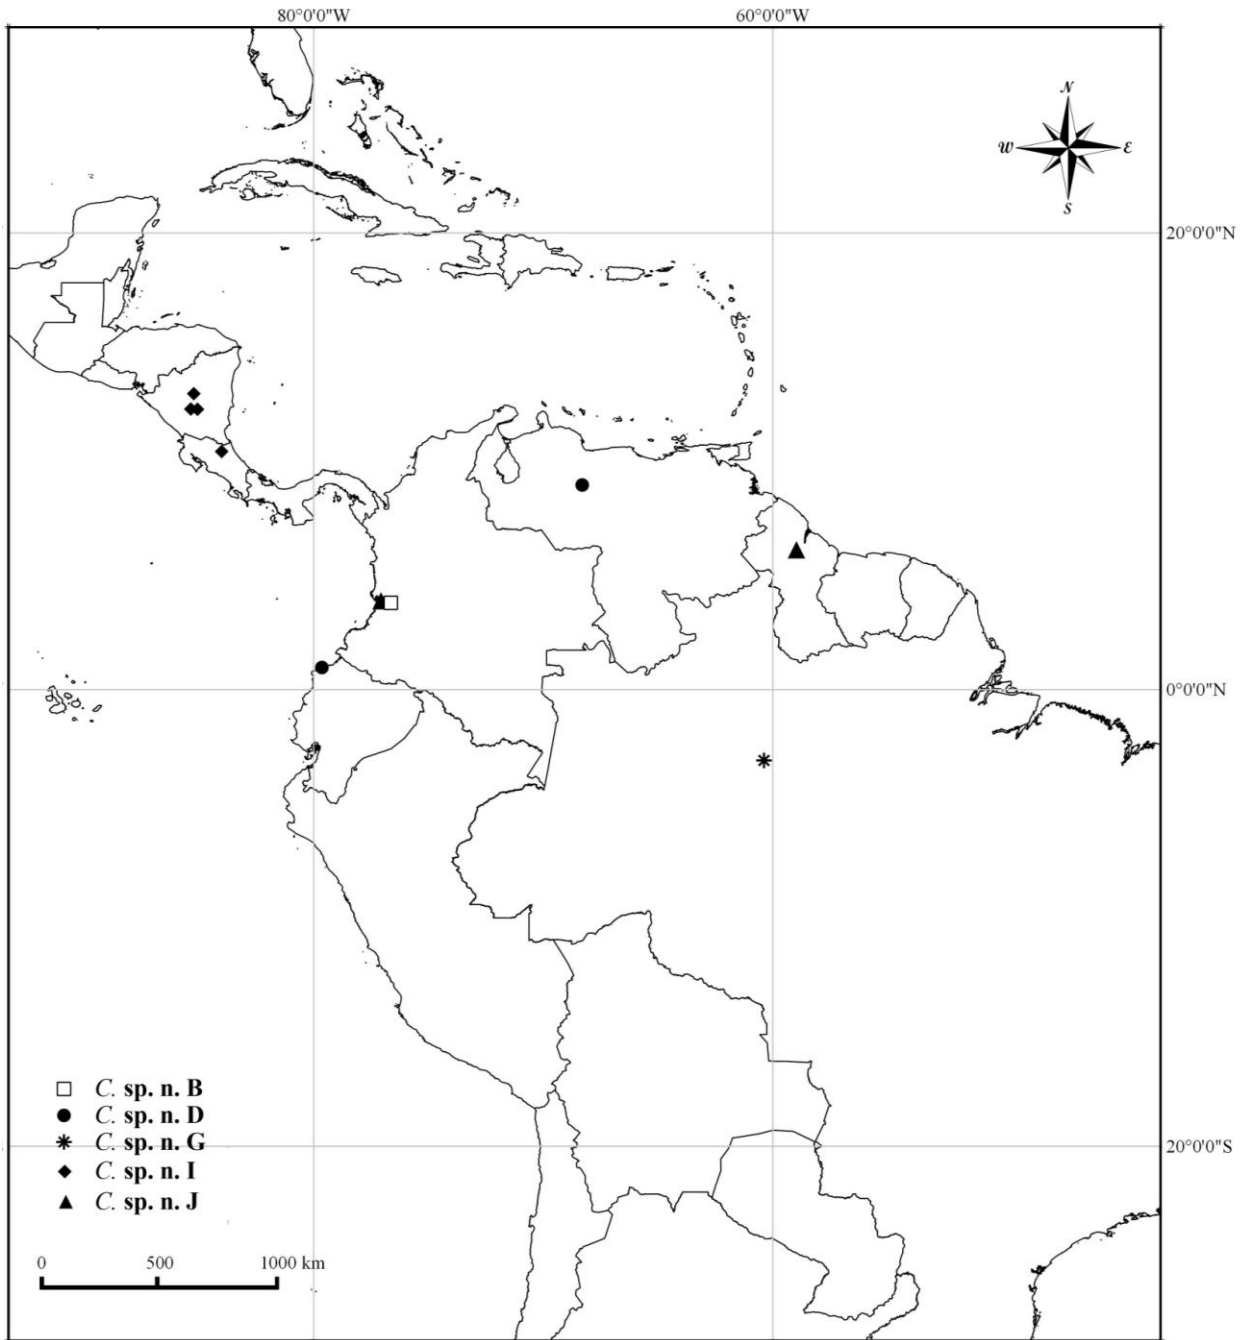 80°0'0"W 60°0'0"W
N
W E
S
20°0'0"N
0°0'0"N
C. sp. n. B
C. sp. n. D
C. sp. n. G
C. sp. n. I
C. sp. n. J
20°0'0"S
0 500 1000 km